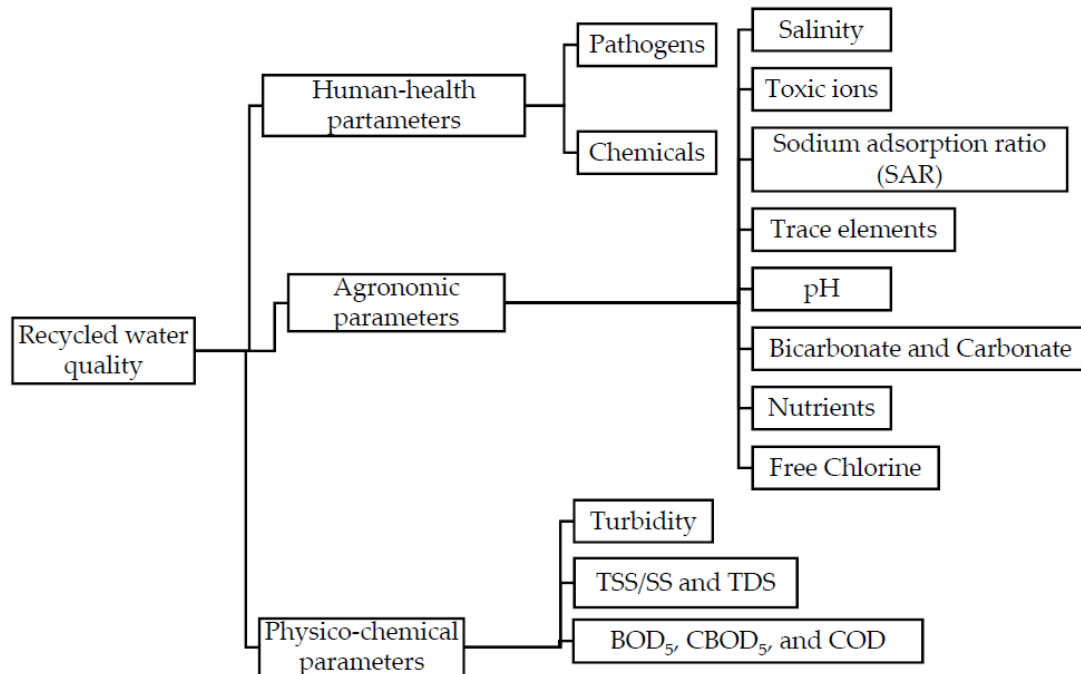 Recycled water
quality
Human-health
partameters
Pathogens
Chemicals
Agronomic
parameters
Salinity
Toxic ions
Sodium adsorption ratio
(SAR)
Trace elements
pH
Bicarbonate and Carbonate
Nutrients
Free Chlorine
Physico-chemical
parameters
Turbidity
TSS/SS and TDS
BOD₅, CBOD₅, and COD